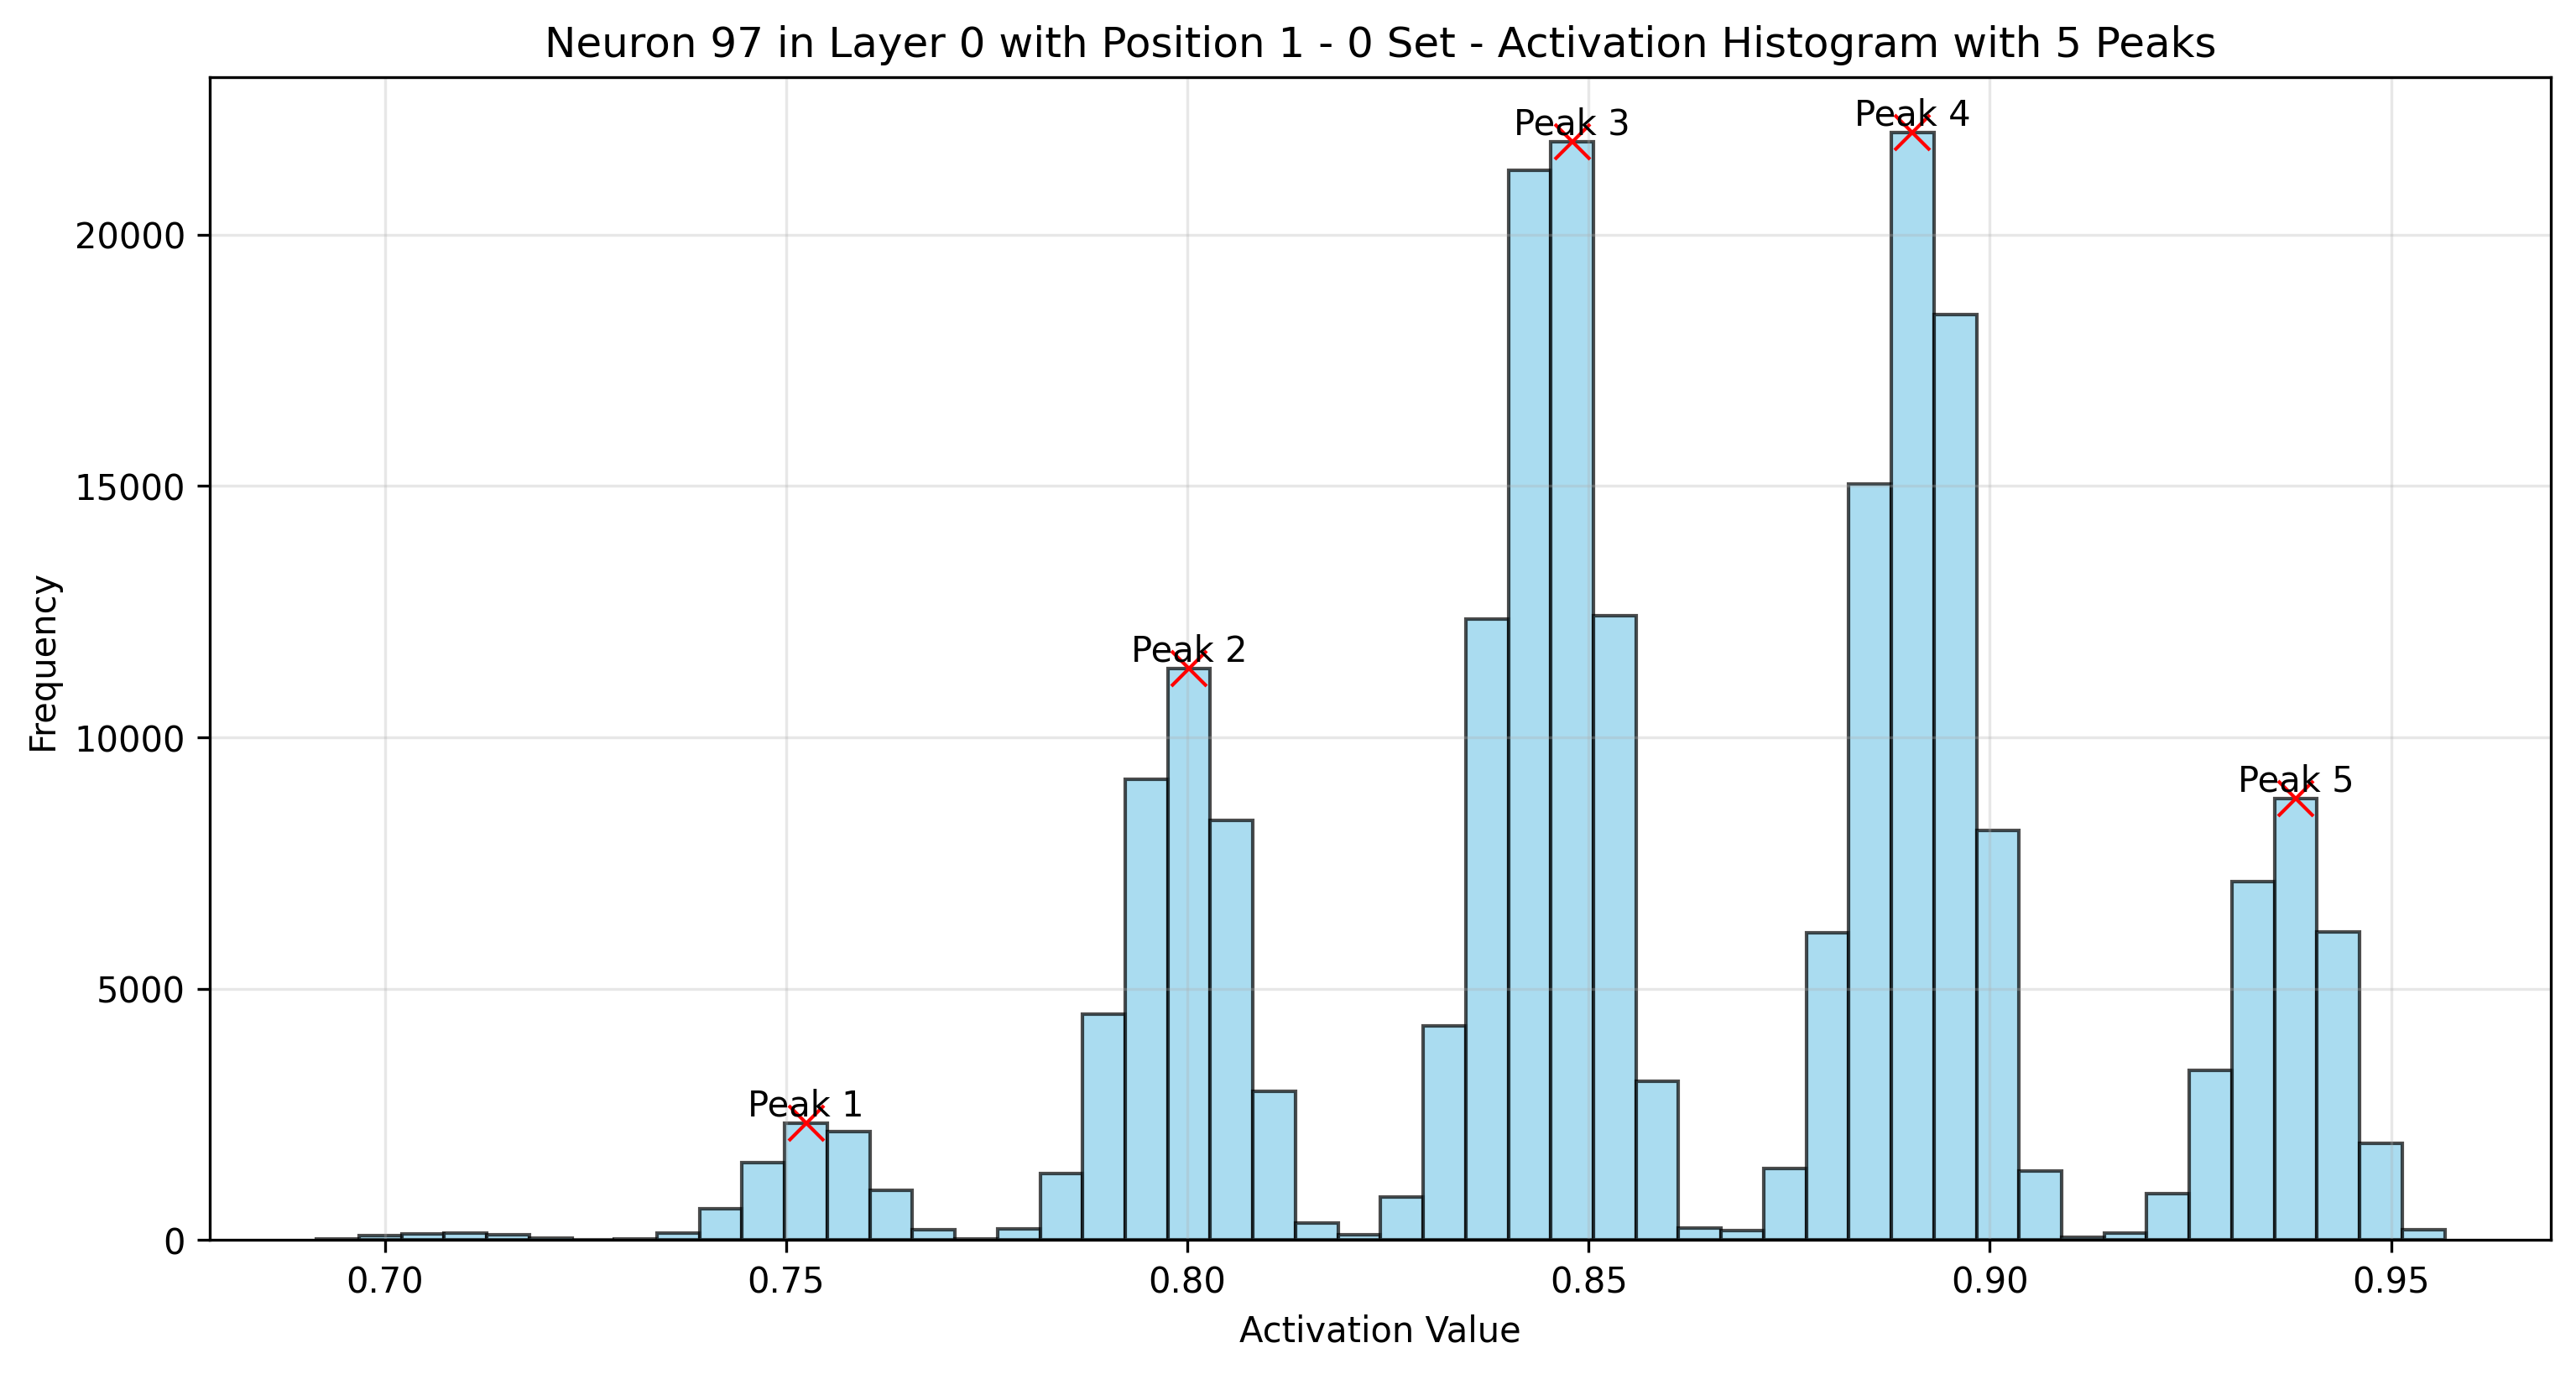 Neuron 97 in Layer 0 with Position 1 - 0 Set - Activation Histogram with 5 Peaks
Peak 4
Peak 3
20000
15000
Peak 2
Frequency
10000
Peak 5
5000
Peak 1
0
0.70 0.75 0.80 0.85 0.90 0.95
Activation Value